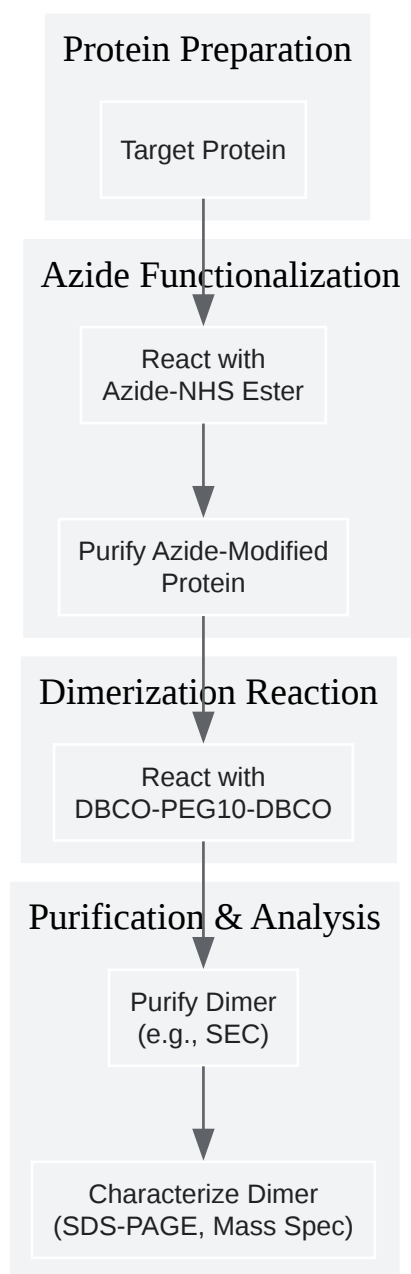 Protein Preparation
Target Protein
Azide Functionalization
React with
Azide-NHS Ester
Purify Azide-Modified
Protein
Dimerization Reaction
React with
DBCO-PEG10-DBCO
Purification & Analysis
Purify Dimer
(e.g., SEC)
Characterize Dimer
(SDS-PAGE, Mass Spec)